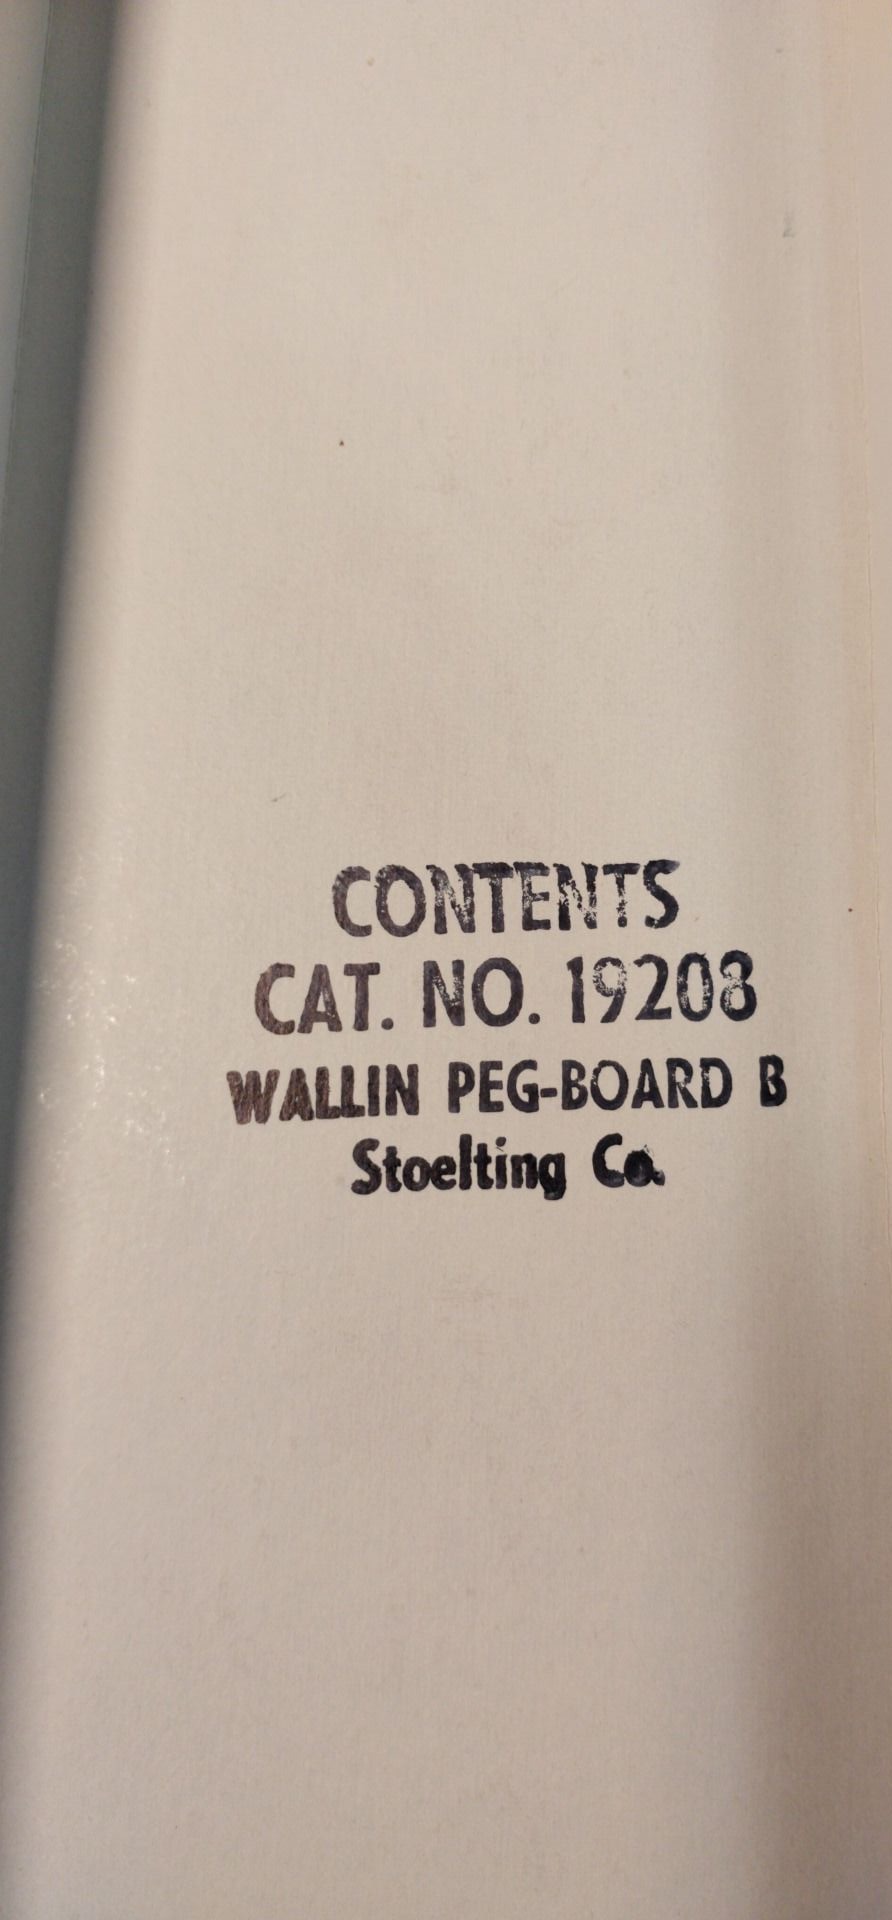 CONTENTS
CAT. NO. 19208
WALLIN PEG-BOARD B
Stoelting Co.